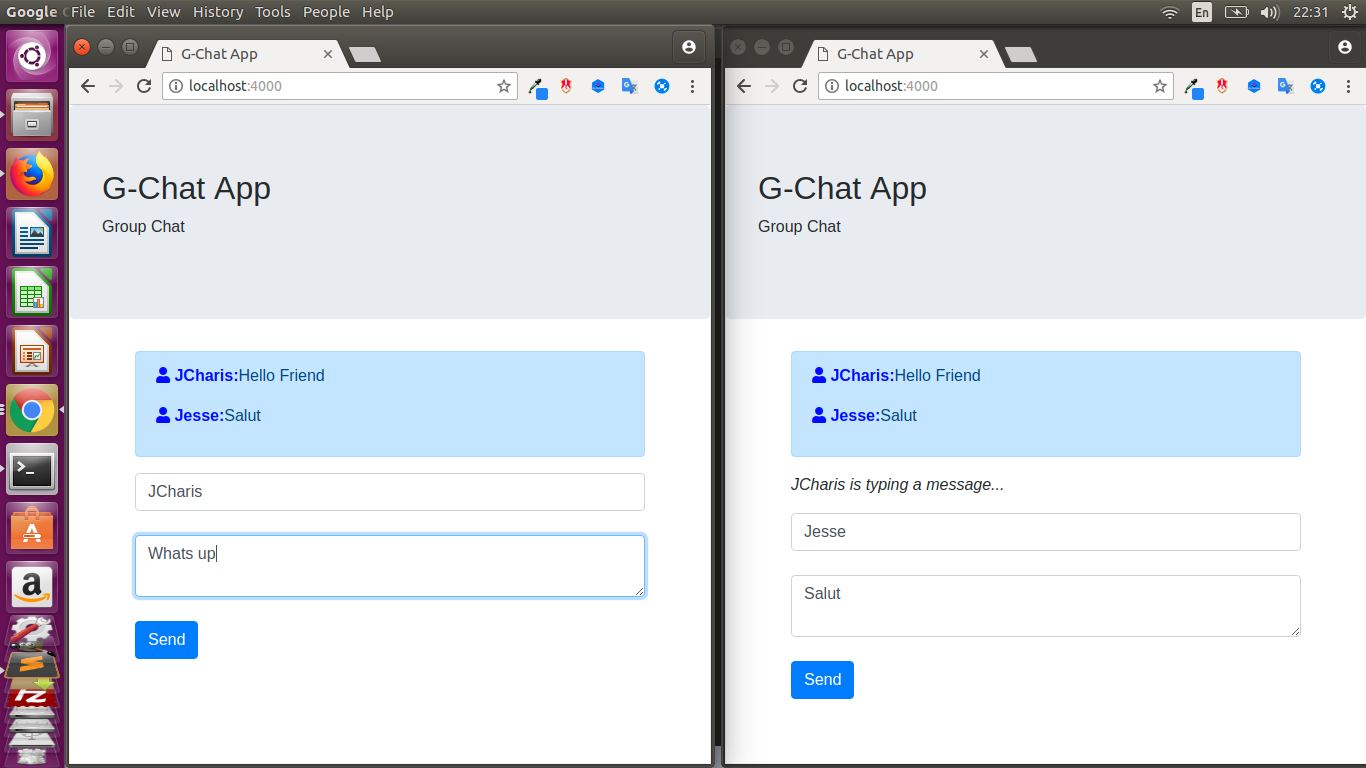 Google File Edit View History Tools People Help
En
22:31
G-Chat App
localhost:4000
G-Chat App
Group Chat
JCharis:Hello Friend
Jesse:Salut
JCharis
Whats up
Send
G-Chat App
localhost:4000
G-Chat App
Group Chat
JCharis:Hello Friend
Jesse:Salut
JCharis is typing a message...
Jesse
Salut
Send